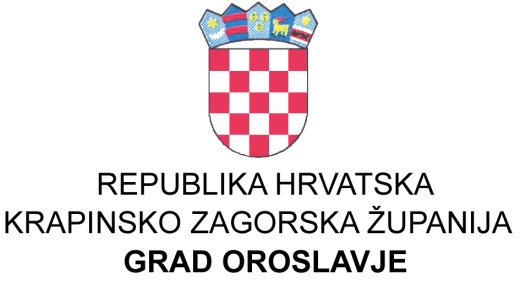 REPUBLIKA HRVATSKA
KRAPINSKO ZAGORSKA ŽUPANIJA
GRAD OROSLAVJE